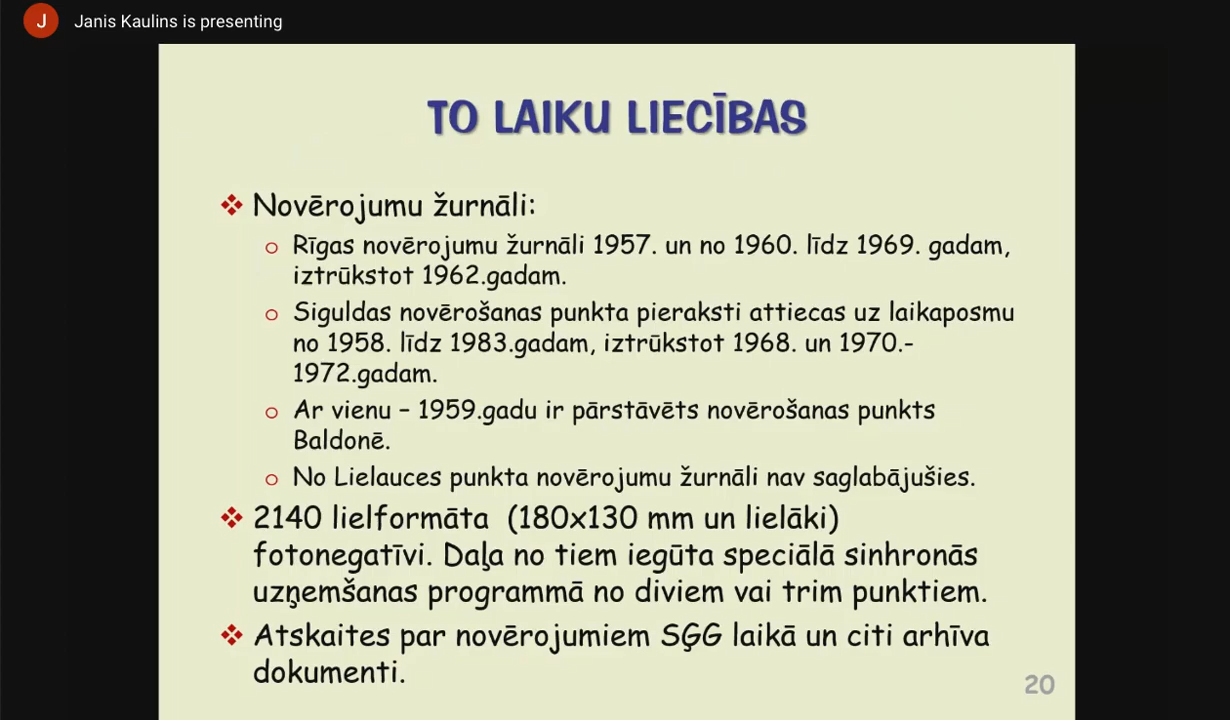 J
Janis Kaulins is presenting
TO LAIKU LIECĪBAS
❖ Novērojumu žurnāli:
o Rīgas novērojumu žurnāli 1957. un no 1960. līdz 1969. gadam,
iztrūkstot 1962.gadam.
o Siguldas novērošanas punkta pieraksti attiecas uz laikaposmu
no 1958. līdz 1983.gadam, iztrūkstot 1968. un 1970.-
1972.gadam.
o Ar vienu – 1959.gadu ir pārstāvēts novērošanas punkts
Baldonē.
o No Lielauces punkta novērojumu žurnāli nav saglabājušies.
❖ 2140 lielformāta (180x130 mm un lielāki)
fotonegatīvi. Daļa no tiem iegūta speciālā sinhronās
uzņemšanas programmā no diviem vai trim punktiem.
❖ Atskaites par novērojumiem SĢG laikā un citi arhīva
dokumenti.
20